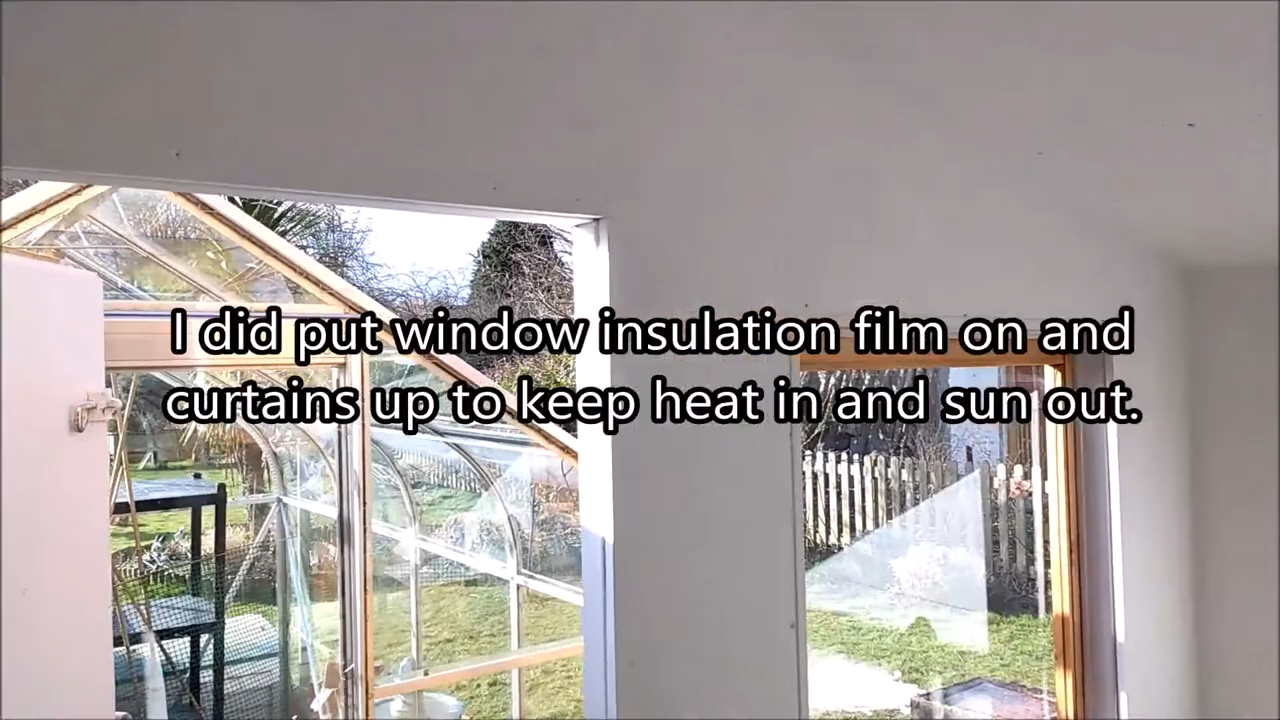 I did put window insulation film on and
curtains up to keep heat in and sun out.